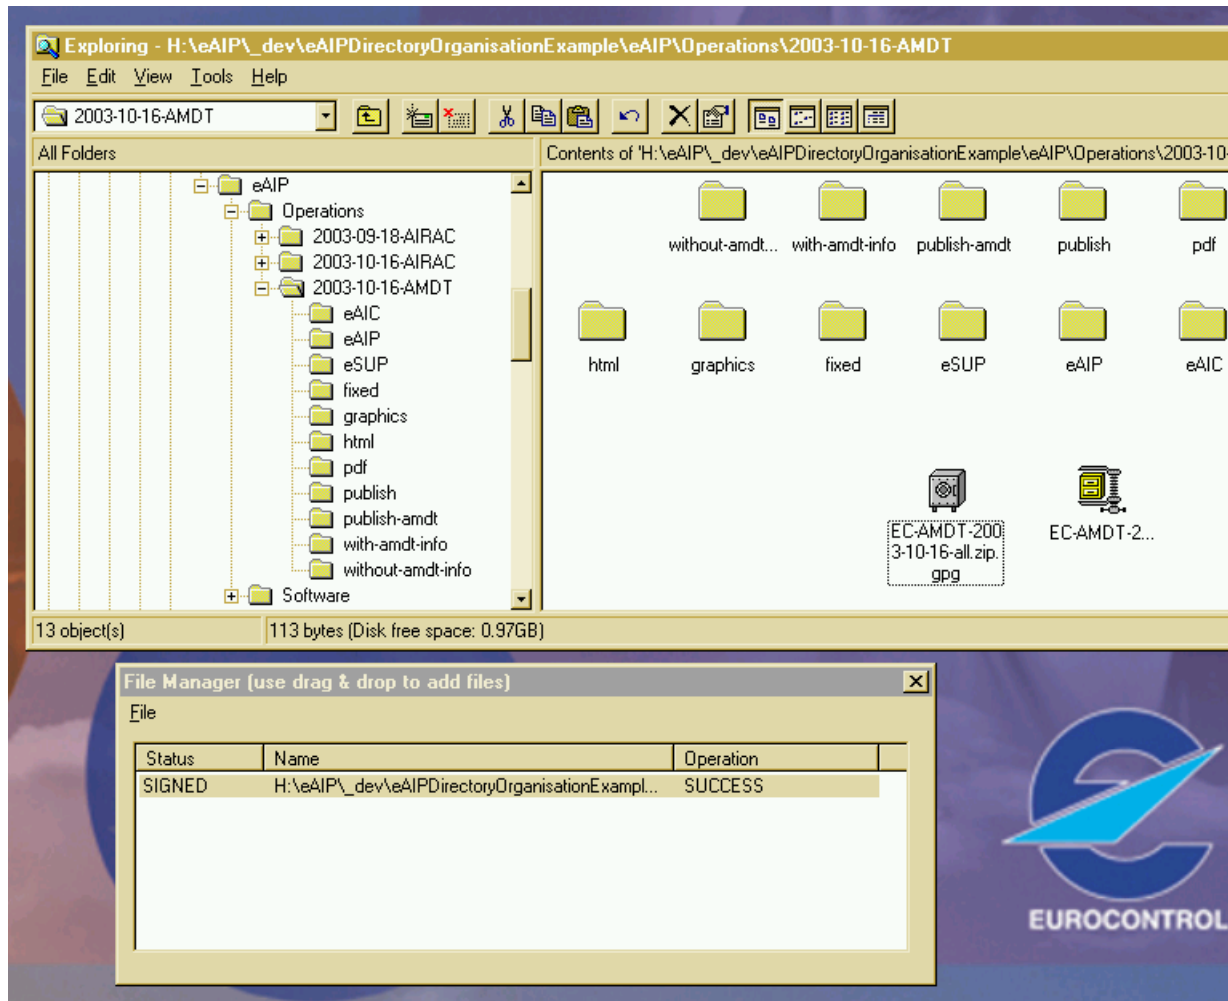 Exploring - H:\eAIP\_dev\eAIPDirectoryOrganisationExample\eAIP\Operations\2003-10-16-AMDT
File Edit View Tools Help
2003-10-16-AMDT
All Folders
Contents of 'H:\eAIP\_dev\eAIPDirectoryOrganisationExample\eAIP\Operations\2003-10-
eAIP
Operations
2003-09-18-AIRAC
2003-10-16-AIRAC
2003-10-16-AMDT
eAIC
eAIP
eSUP
fixed
graphics
html
pdf
publish
publish-amdt
with-amdt-info
without-amdt-info
Software
without-amdt... with-amdt-info publish-amdt publish pdf
html graphics fixed eSUP eAIP eAIC
EC-AMDT-200
3-10-16-all.zip.
gpg
EC-AMDT-2...
13 object(s) 113 bytes (Disk free space: 0.97GB)
File Manager (use drag & drop to add files)
File
Status Name Operation
SIGNED H:\eAIP\_dev\eAIPDirectoryOrganisationExampl... SUCCESS
EUROCONTROL